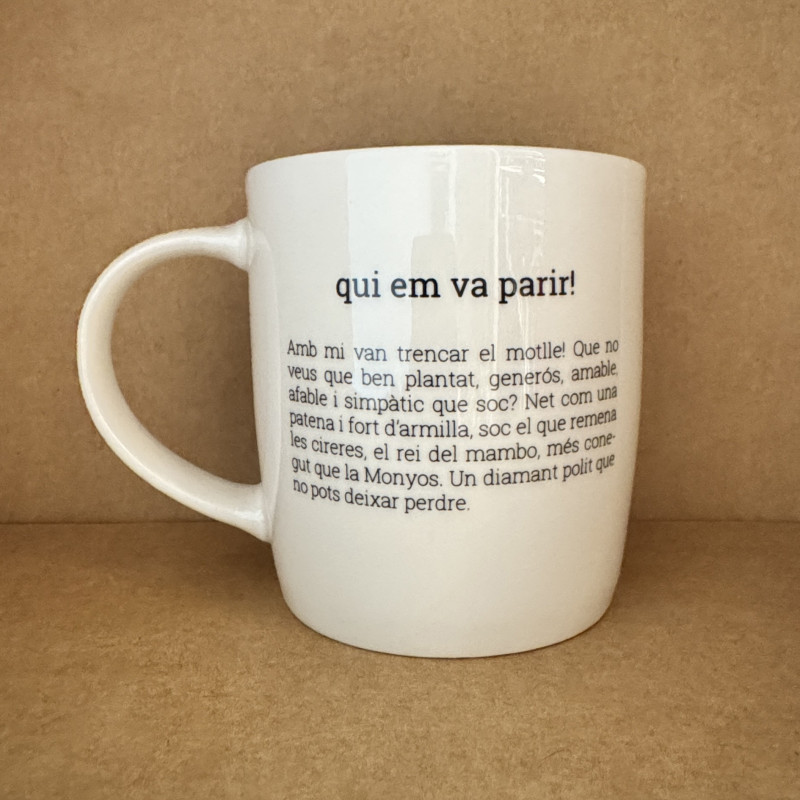 qui em va parir!
Amb mi van trencar el motlle! Que no
veus que ben plantat, generós, amable,
afable i simpàtic que soc? Net com una
patena i fort d'armilla, soc el que remena
les cireres, el rei del mambo, més cone-
gut que la Monyos. Un diamant polit que
no pots deixar perdre.